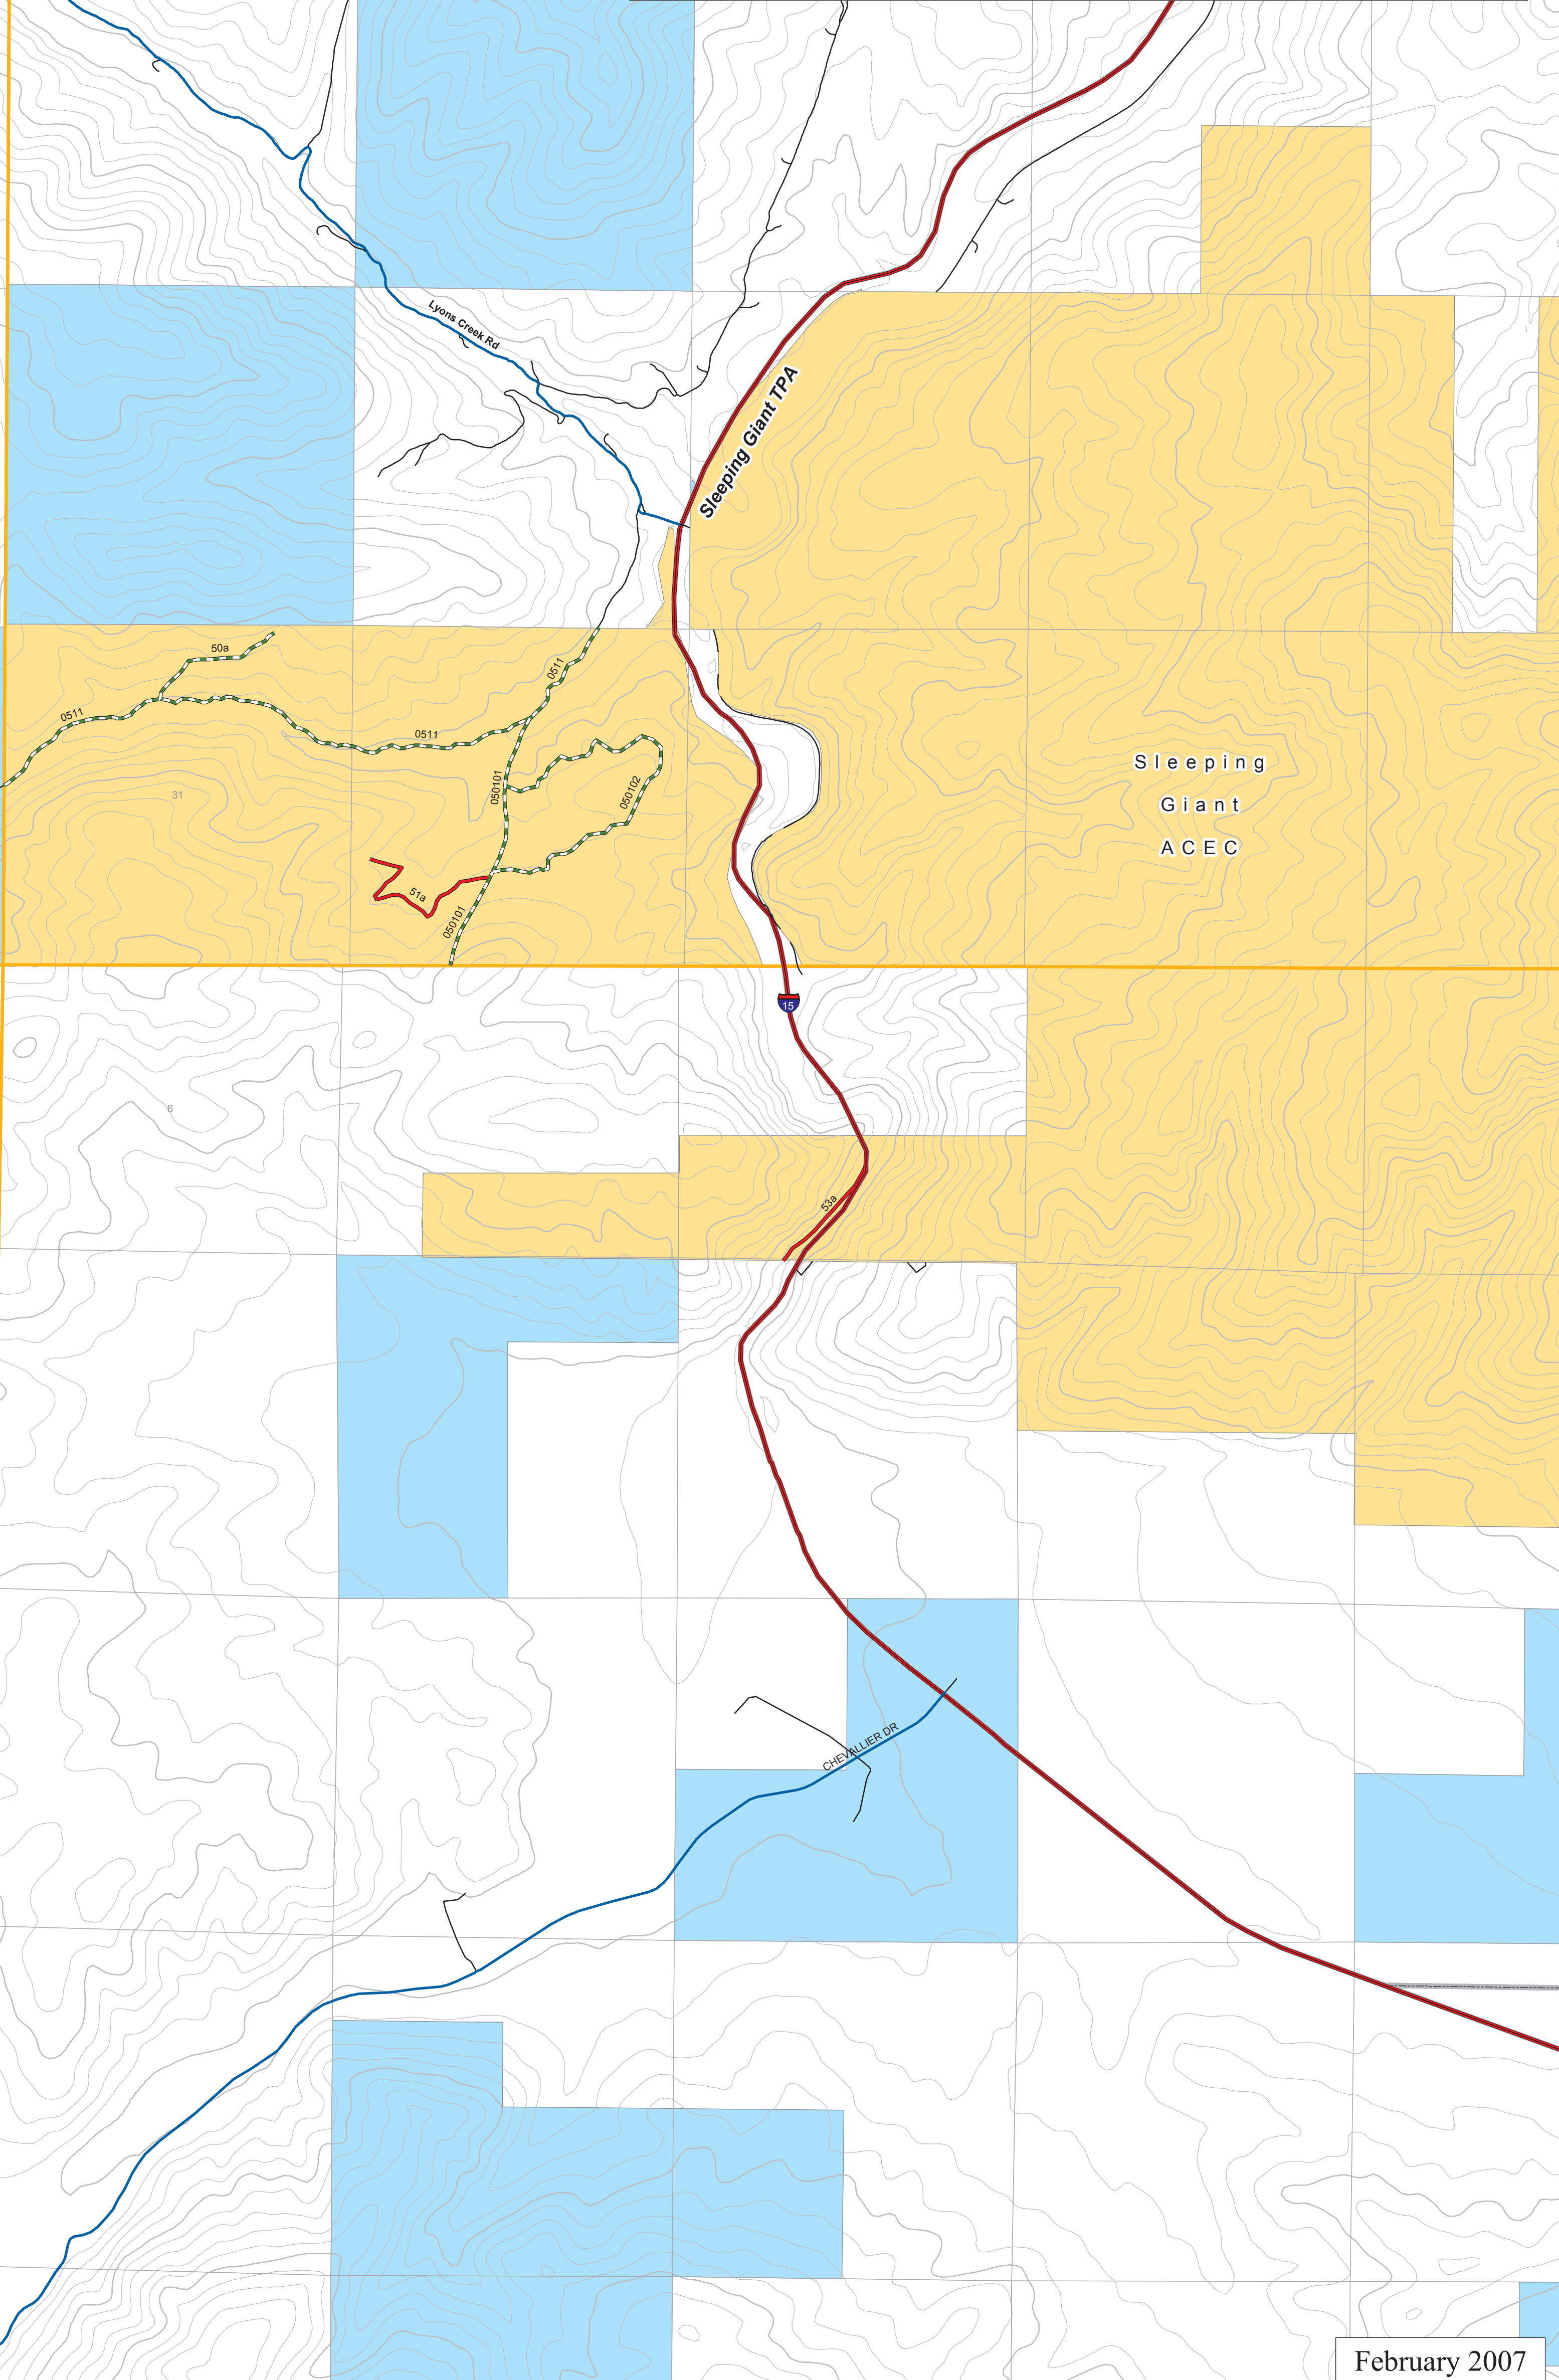 Lyons Creek Rd
Sleeping Giant TPA
50a
0511
0511
0511
050101
050102
31
51a
050101
Sleeping
Giant
ACEC
15
6
53a
CHEVALLIER DR
February 2007